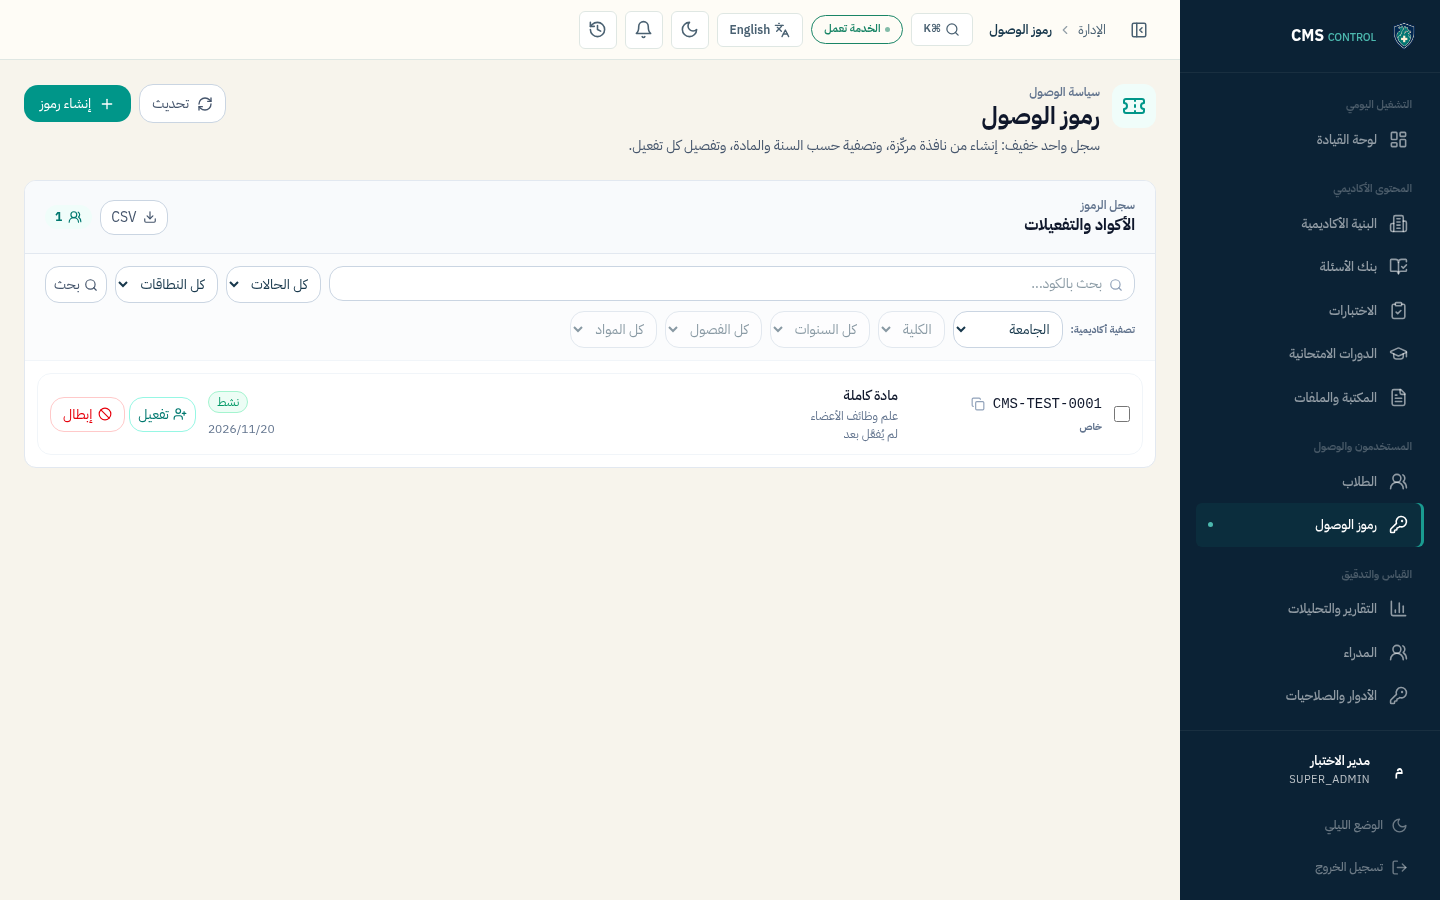 CMS CONTROL
التشغيل اليومي
لوحة القيادة
المحتوى الأكاديمي
البنية الأكاديمية
بنك الأسئلة
الاختبارات
الدورات الامتحانية
المكتبة والملفات
المستخدمون والوصول
الطلاب
رموز الوصول
القياس والتدقيق
التقارير والتحليلات
المدراء
الأدوار والصلاحيات
م
مدير الاختبار
SUPER_ADMIN
الوضع الليلي
تسجيل الخروج
الإدارة
رموز الوصول
K⌘
الخدمة تعمل
English
سياسة الوصول
رموز الوصول
سجل واحد خفيف: إنشاء من نافذة مركّزة، وتصفية حسب السنة والمادة، وتفصيل كل تفعيل.
تحديث
إنشاء رموز
سجل الرموز
الأكواد والتفعيلات
CSV
1
بحث بالكود...
كل الحالات
كل النطاقات
بحث
تصفية أكاديمية:
الجامعة
الكلية
كل السنوات
كل الفصول
كل المواد
CMS-TEST-0001
خاص
مادة كاملة
علم وظائف الأعضاء
لم يُفعَّل بعد
نشط
2026/11/20
تفعيل
إبطال